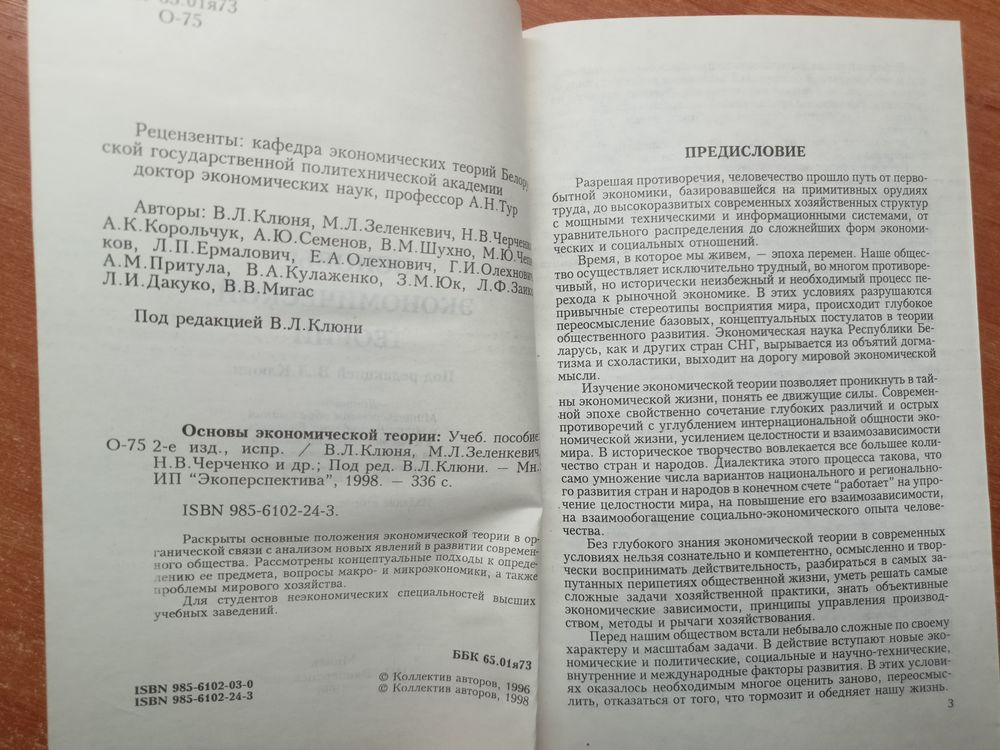 65.01я73
О-75
Рецензенты: кафедра экономических теорий Белору
ской государственной политехнической академии
доктор экономических наук, профессор А.Н.Тур
Авторы: В.Л.Клюня, М.Л.Зеленкевич, Н.В.Черченко
А.К.Корольчук, А.Ю.Семенов, В.М.Шухно, М.Ю.Чеп
ков, Л.П.Ермалович, Е.А.Олехнович, Г.И.Олехнович
А.М.Притула, В.А.Кулаженко, З.М.Юк, Л.Ф.Заик
Л.И.Дакуко, В.В.Мигас
Под редакцией В.Л.Клюни
Основы экономической теории: Учеб. пособие
О-75 2-е изд., испр. / В.Л.Клюня, М.Л.Зеленкевич,
Н.В.Черченко и др.; Под ред. В.Л.Клюни. — Мн.:
ИП "Экоперспектива", 1998. — 336 с.
ISBN 985-6102-24-3.
Раскрыты основные положения экономической теории в ор-
ганической связи с анализом новых явлений в развитии современ-
ного общества. Рассмотрены концептуальные подходы к опреде-
лению ее предмета, вопросы макро- и микроэкономики, а также
проблемы мирового хозяйства.
Для студентов неэкономических специальностей высших
учебных заведений.
ББК 65.01я73
ISBN 985-6102-03-0
ISBN 985-6102-24-3
© Коллектив авторов, 1996
© Коллектив авторов, 1998
ПРЕДИСЛОВИЕ
Разрешая противоречия, человечество прошло путь от перво-
бытной экономики, базировавшейся на примитивных орудиях
труда, до высокоразвитых современных хозяйственных структур
с мощными техническими и информационными системами, от
уравнительного распределения до сложнейших форм экономи-
ческих и социальных отношений.
Время, в которое мы живем, — эпоха перемен. Наше общес-
тво осуществляет исключительно трудный, во многом противоре-
чивый, но исторически неизбежный и необходимый процесс пе-
рехода к рыночной экономике. В этих условиях разрушаются
привычные стереотипы восприятия мира, происходит глубокое
переосмысление базовых, концептуальных постулатов в теории
общественного развития. Экономическая наука Республики Бе-
ларусь, как и других стран СНГ, вырывается из объятий догма-
тизма и схоластики, выходит на дорогу мировой экономической
мысли.
Изучение экономической теории позволяет проникнуть в тай-
ны экономической жизни, понять ее движущие силы. Современ-
ной эпохе свойственно сочетание глубоких различий и острых
противоречий с углублением интернациональной общности эко-
номической жизни, усилением целостности и взаимозависимости
мира. В историческое творчество вовлекается все большее коли-
чество стран и народов. Диалектика этого процесса такова, что
само умножение числа вариантов национального и регионально-
го развития стран и народов в конечном счете "работает" на упро-
чение целостности мира, на повышение его взаимозависимости,
на взаимообогащение социально-экономического опыта челове-
чества.
Без глубокого знания экономической теории в современных
условиях нельзя сознательно и компетентно, осмысленно и твор-
чески воспринимать действительность, разбираться в самых за-
путанных перипетиях общественной жизни, уметь решать самые
сложные задачи хозяйственной практики, знать объективные
экономические зависимости, принципы управления производ-
ством, методы и рычаги хозяйствования.
Перед нашим обществом встали небывало сложные по своему
характеру и масштабам задачи. В действие вступают новые эко-
номические и политические, социальные и научно-технические,
внутренние и международные факторы развития. В этих услови-
ях оказалось необходимым многое оценить заново, переосмыс-
лить, отказаться от того, что тормозит и обедняет нашу жизнь.
3